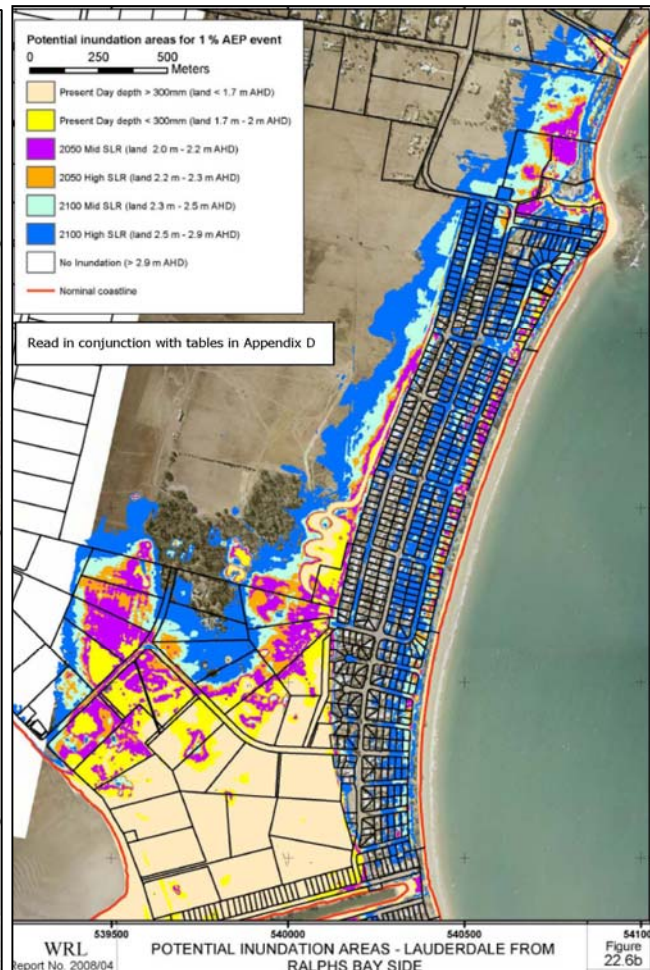 Potential inundation areas for 1 % AEP event
0 250 500
Meters
Present Day depth > 300mm (land < 1.7 m AHD)
Present Day depth < 300mm (land 1.7 m - 2 m AHD)
2050 Mid SLR (land 2.0 m - 2.2 m AHD)
2050 High SLR (land 2.2 m - 2.3 m AHD)
2100 Mid SLR (land 2.3 m - 2.5 m AHD)
2100 High SLR (land 2.5 m - 2.9 m AHD)
No Inundation (> 2.9 m AHD)
Nominal coastline
Read in conjunction with tables in Appendix D
539500 540000 540500 54100
WRL
Report No. 2008/04
POTENTIAL INUNDATION AREAS - LAUDERDALE FROM
RALPHS BAY SIDE
Figure
22.6b